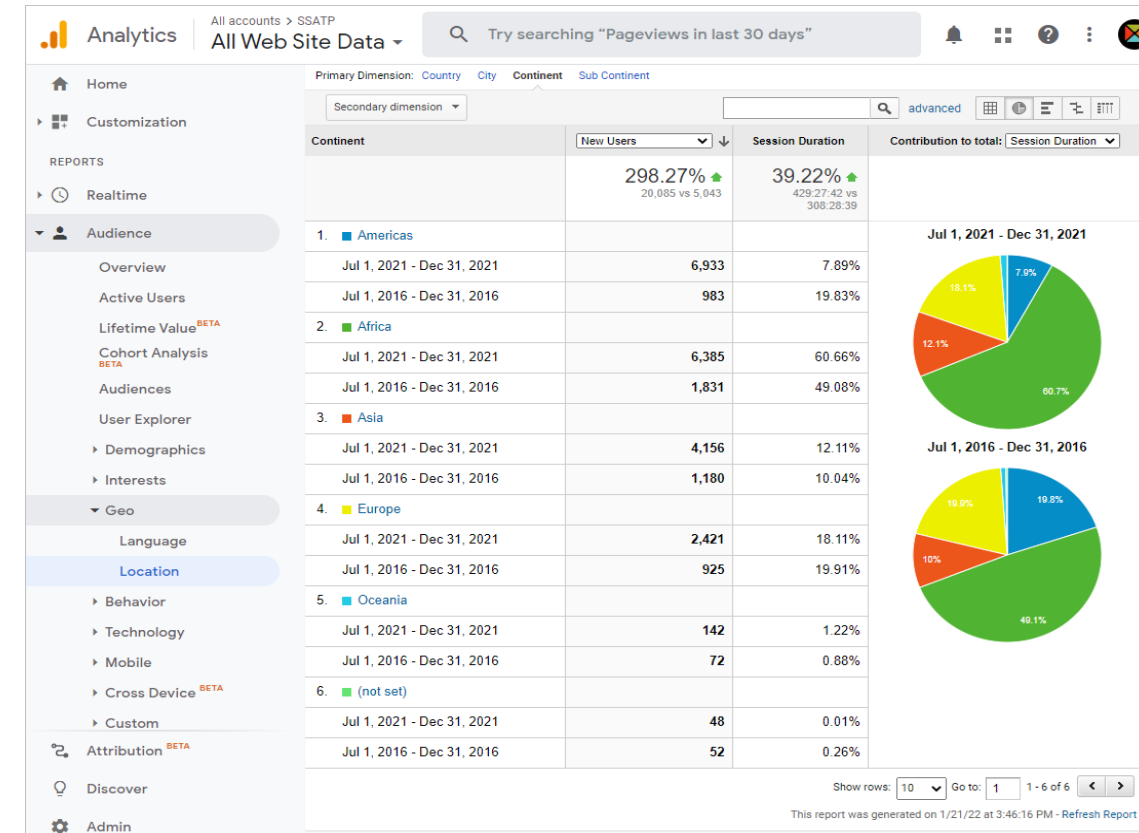 All accounts > SSATP
Analytics
All Web Site Data
Try searching “Pageviews in last 30 days”
Home
Customization
REPORTS
Realtime
Audience
Overview
Active Users
Lifetime Value BETA
Cohort Analysis
BETA
Audiences
User Explorer
Demographics
Interests
Geo
Language
Location
Behavior
Technology
Mobile
Cross Device BETA
Custom
Attribution BETA
Discover
Admin
Primary Dimension: Country City Continent Sub Continent
Secondary dimension
advanced
Continent New Users Session Duration Contribution to total: Session Duration
298.27% 39.22%
20,085 vs 5,043 429:27:42 vs
308:28:39
1. Americas
Jul 1, 2021 - Dec 31, 2021 6,933 7.89%
Jul 1, 2016 - Dec 31, 2016 983 19.83%
2. Africa
Jul 1, 2021 - Dec 31, 2021 6,385 60.66%
Jul 1, 2016 - Dec 31, 2016 1,831 49.08%
3. Asia
Jul 1, 2021 - Dec 31, 2021 4,156 12.11%
Jul 1, 2016 - Dec 31, 2016 1,180 10.04%
4. Europe
Jul 1, 2021 - Dec 31, 2021 2,421 18.11%
Jul 1, 2016 - Dec 31, 2016 925 19.91%
5. Oceania
Jul 1, 2021 - Dec 31, 2021 142 1.22%
Jul 1, 2016 - Dec 31, 2016 72 0.88%
6. (not set)
Jul 1, 2021 - Dec 31, 2021 48 0.01%
Jul 1, 2016 - Dec 31, 2016 52 0.26%
Jul 1, 2021 - Dec 31, 2021
7.9%
18.1%
12.1%
60.7%
Jul 1, 2016 - Dec 31, 2016
19.8%
19.9%
10%
49.1%
Show rows: 10 Go to: 1 1 - 6 of 6
This report was generated on 1/21/22 at 3:46:16 PM - Refresh Report